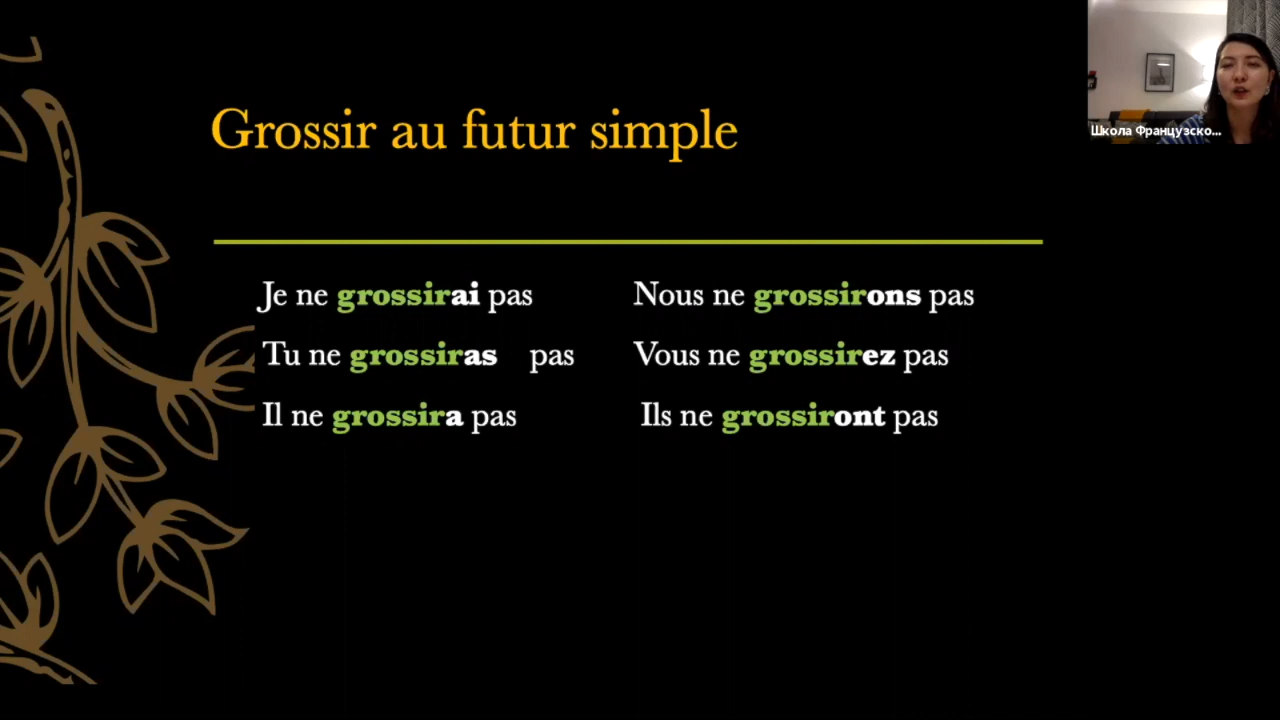 Grossir au futur simple
Школа Французско...
Je ne grossirai pas
Tu ne grossiras pas
Il ne grossira pas
Nous ne grossirons pas
Vous ne grossirez pas
Ils ne grossiront pas